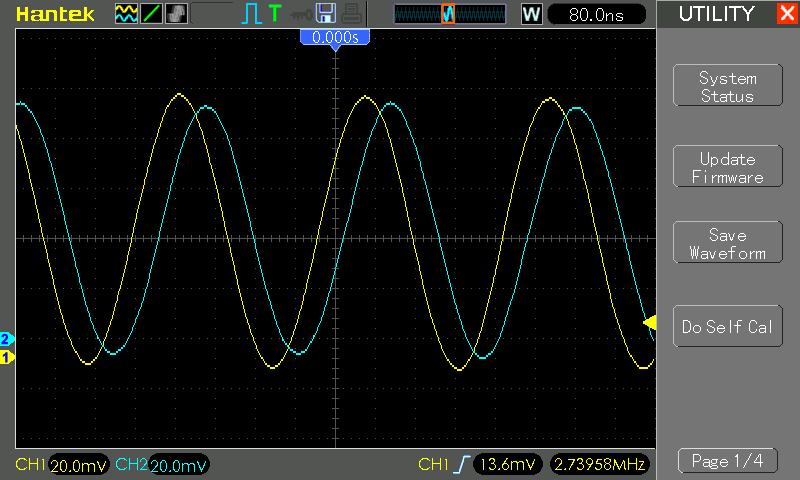 Hantek
T
W
80.0ns
UTILITY
X
0.000s
System
Status
Update
Firmware
Save
Waveform
Do Self Cal
2
1
CH1 20.0mV CH2 20.0mV CH1 13.6mV 2.73958MHz
Page 1/4